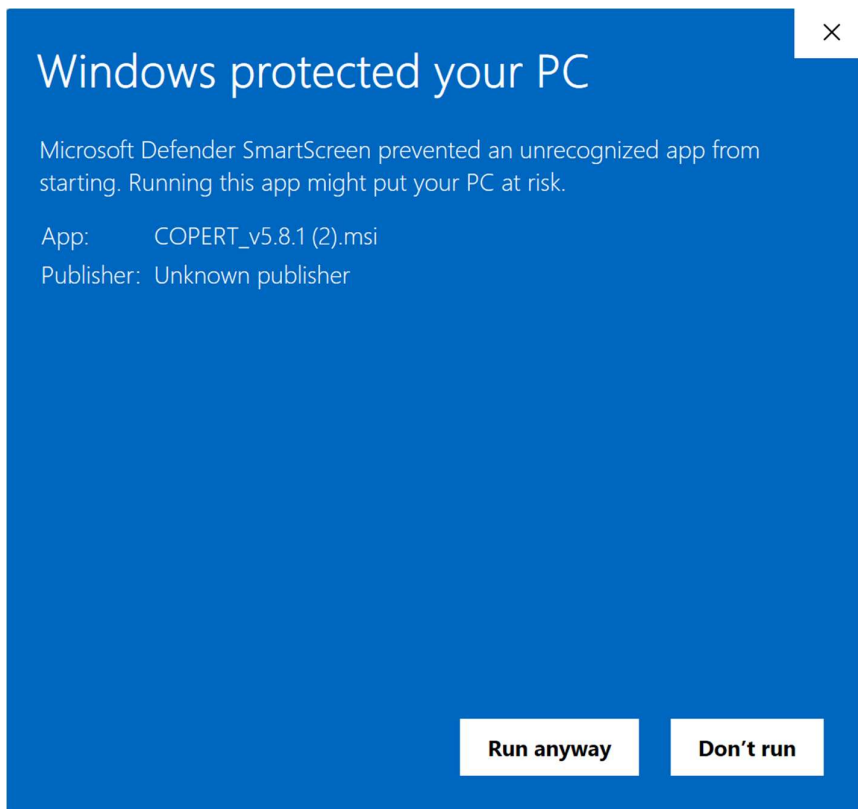 Windows protected your PC
Microsoft Defender SmartScreen prevented an unrecognized app from
starting. Running this app might put your PC at risk.
App: COPERT_v5.8.1 (2).msi
Publisher: Unknown publisher
Run anyway Don't run